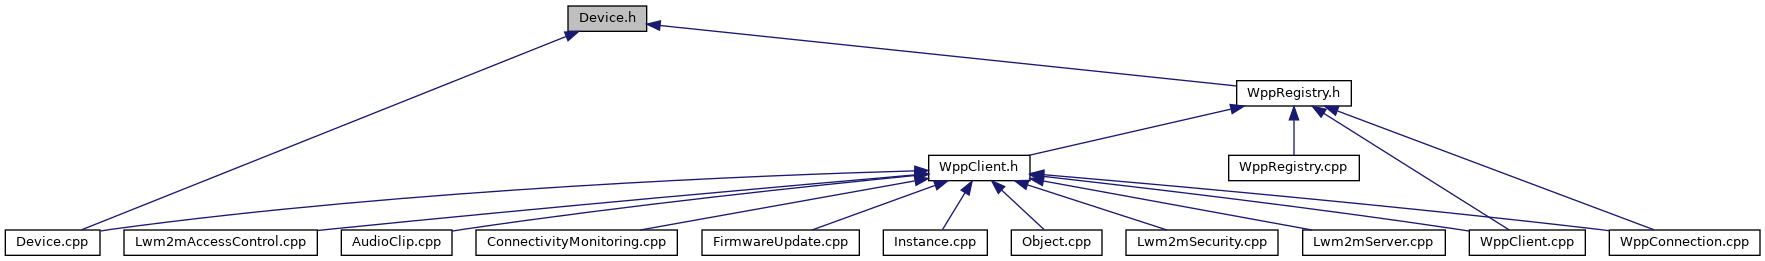 Device.h
WppRegistry.h
WppClient.h
WppRegistry.cpp
Device.cpp
Lwm2mAccessControl.cpp
AudioClip.cpp
ConnectivityMonitoring.cpp
FirmwareUpdate.cpp
Instance.cpp
Object.cpp
Lwm2mSecurity.cpp
Lwm2mServer.cpp
WppClient.cpp
WppConnection.cpp